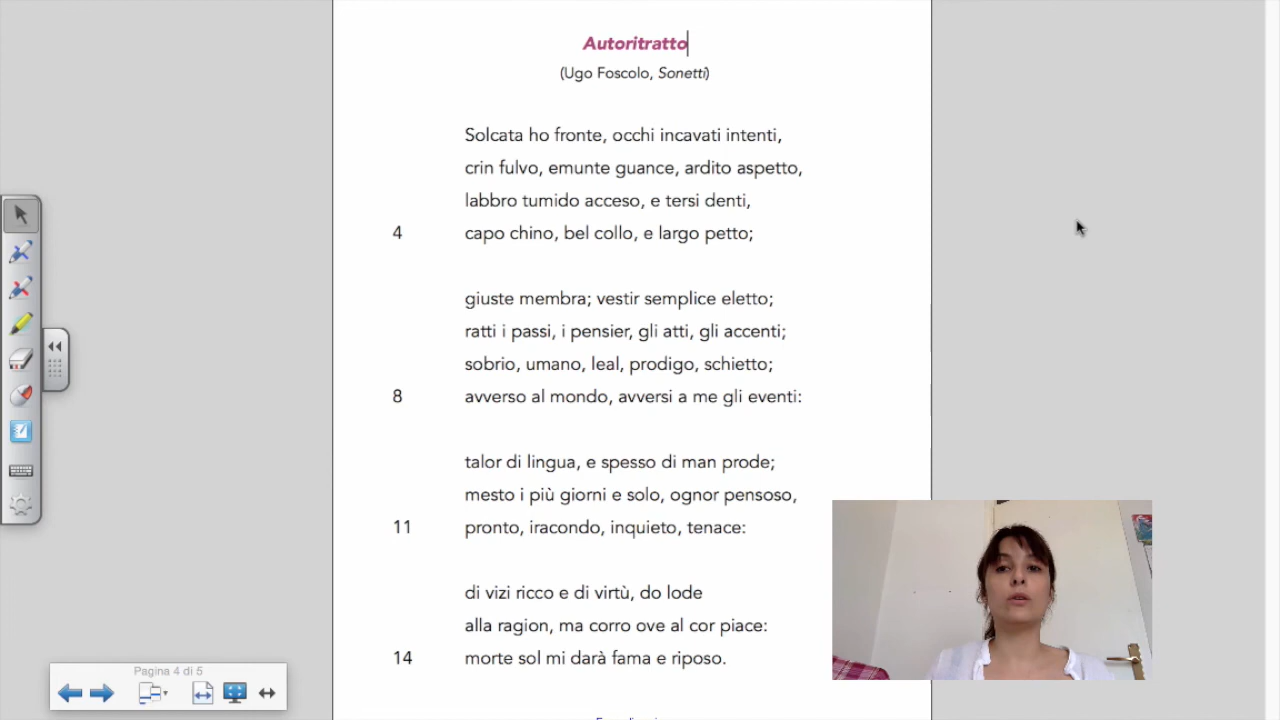 Autoritratto
(Ugo Foscolo, Sonetti)
Solcata ho fronte, occhi incavati intenti,
crin fulvo, emunte guance, ardito aspetto,
labbro tumido acceso, e tersi denti,
4 capo chino, bel collo, e largo petto;
giuste membra; vestir semplice eletto;
ratti i passi, i pensier, gli atti, gli accenti;
sobrio, umano, leal, prodigo, schietto;
8 avverso al mondo, avversi a me gli eventi:
talor di lingua, e spesso di man prode;
mesto i più giorni e solo, ognor pensoso,
11 pronto, iracondo, inquieto, tenace:
di vizi ricco e di virtù, do lode
alla ragion, ma corro ove al cor piace:
14 morte sol mi darà fama e riposo.
Pagina 4 di 5